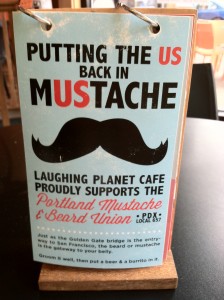 PUTTING THE US
BACK IN
MUSTACHE
LAUGHING PLANET CAFE
PROUDLY SUPPORTS THE
Portland Mustache
& Beard Union
• PDX •
LOCAL 057
Just as the Golden Gate bridge is the entry-
way to San Francisco, the beard or mustache
is the gateway to your belly.
Groom it well, then put a beer & a burrito in it.